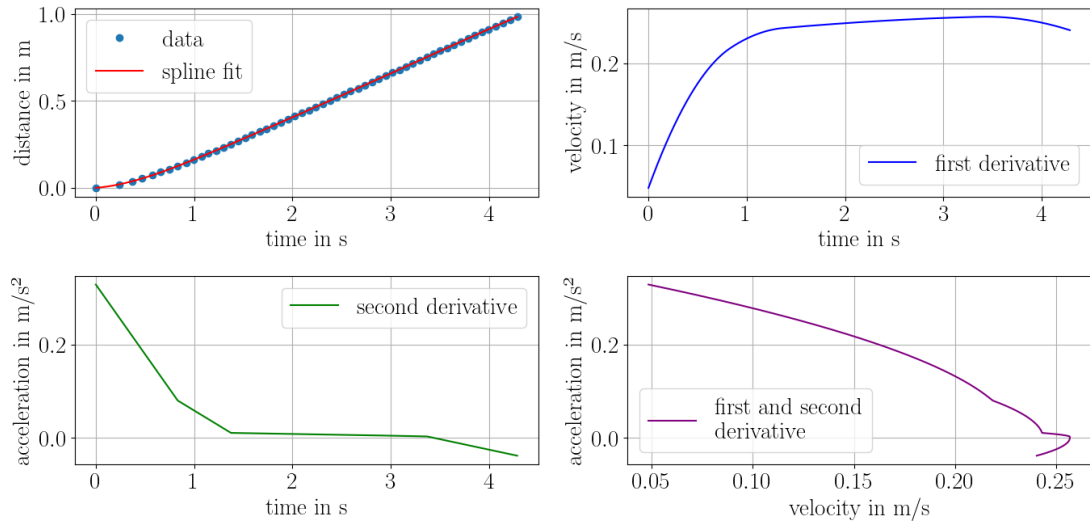 1.0
0.5
0.0
distance in m
data
spline fit
0 1 2 3 4
time in s
0.2
0.1
velocity in m/s
first derivative
0 1 2 3 4
time in s
0.2
0.0
acceleration in m/s²
second derivative
0 1 2 3 4
time in s
0.2
0.0
acceleration in m/s²
first and second
derivative
0.05 0.10 0.15 0.20 0.25
velocity in m/s